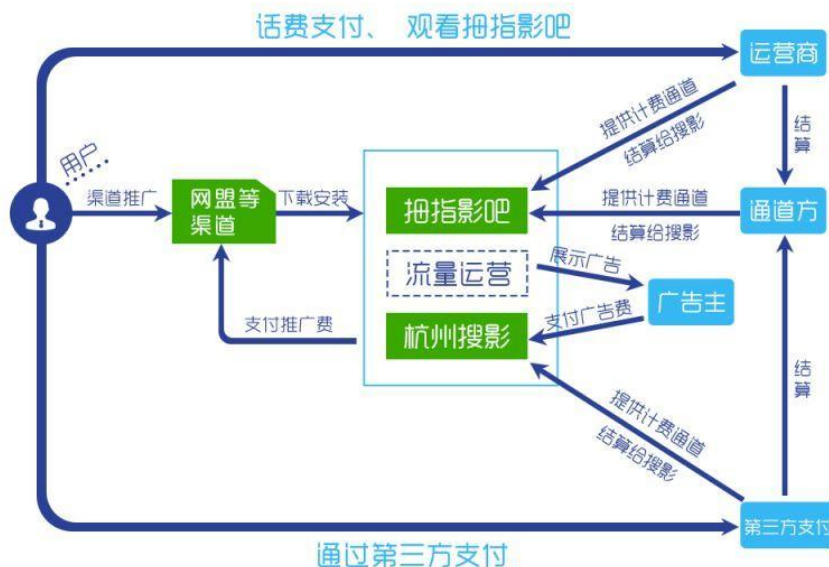 话费支付、 观看拇指影吧
运营商
提供计费通道
结算给搜影
结算
用户
渠道推广
网盟等
渠道
下载安装
拇指影吧
提供计费通道
结算给搜影
通道方
流量运营
展示广告
广告主
支付广告费
杭州搜影
支付推广费
提供计费通道
结算给搜影
结算
第三方支付
通过第三方支付